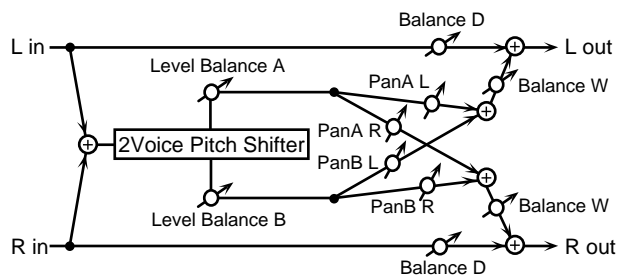 Balance D
L in
L out
Level Balance A
PanA L
Balance W
PanA R
2Voice Pitch Shifter
PanB L
Level Balance B
PanB R
Balance W
R in
R out
Balance D